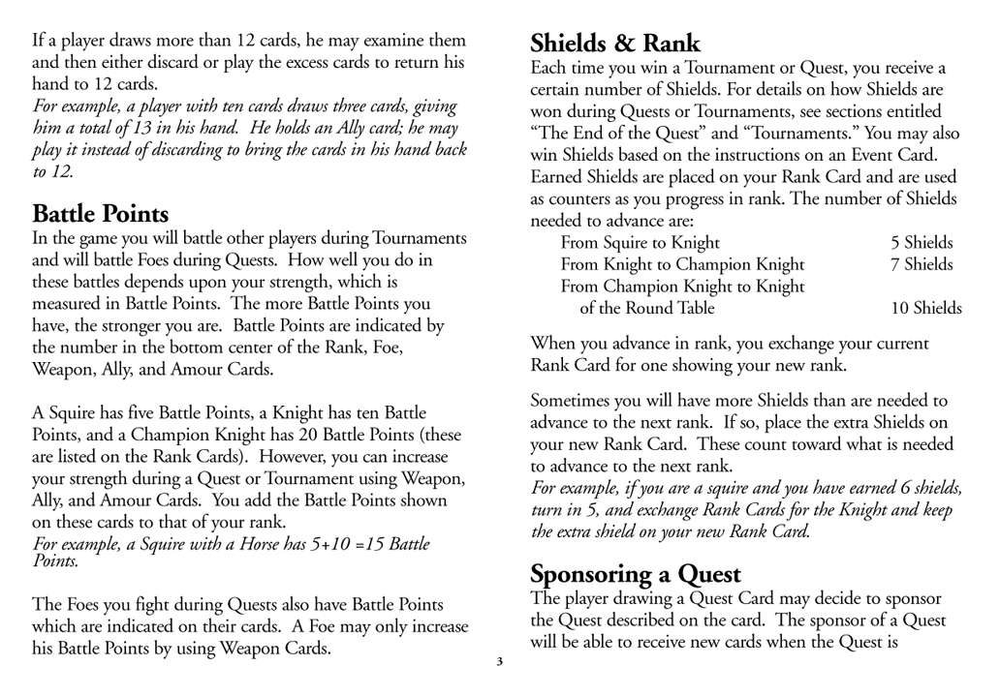 If a player draws more than 12 cards, he may examine them
and then either discard or play the excess cards to return his
hand to 12 cards.
For example, a player with ten cards draws three cards, giving
him a total of 13 in his hand.  He holds an Ally card; he may
play it instead of discarding to bring the cards in his hand back
to 12.
Battle Points
In the game you will battle other players during Tournaments
and will battle Foes during Quests.  How well you do in
these battles depends upon your strength, which is
measured in Battle Points.  The more Battle Points you
have, the stronger you are.  Battle Points are indicated by
the number in the bottom center of the Rank, Foe,
Weapon, Ally, and Amour Cards.
A Squire has five Battle Points, a Knight has ten Battle
Points, and a Champion Knight has 20 Battle Points (these
are listed on the Rank Cards).  However, you can increase
your strength during a Quest or Tournament using Weapon,
Ally, and Amour Cards.  You add the Battle Points shown
on these cards to that of your rank.
For example, a Squire with a Horse has 5+10 =15 Battle
Points.
The Foes you fight during Quests also have Battle Points
which are indicated on their cards.  A Foe may only increase
his Battle Points by using Weapon Cards.
Shields & Rank
Each time you win a Tournament or Quest, you receive a
certain number of Shields. For details on how Shields are
won during Quests or Tournaments, see sections entitled
“The End of the Quest” and “Tournaments.” You may also
win Shields based on the instructions on an Event Card.
Earned Shields are placed on your Rank Card and are used
as counters as you progress in rank. The number of Shields
needed to advance are:
From Squire to Knight 5 Shields
From Knight to Champion Knight 7 Shields
From Champion Knight to Knight
of the Round Table 10 Shields
When you advance in rank, you exchange your current
Rank Card for one showing your new rank.
Sometimes you will have more Shields than are needed to
advance to the next rank.  If so, place the extra Shields on
your new Rank Card.  These count toward what is needed
to advance to the next rank.
For example, if you are a squire and you have earned 6 shields,
turn in 5, and exchange Rank Cards for the Knight and keep
the extra shield on your new Rank Card.
Sponsoring a Quest
The player drawing a Quest Card may decide to sponsor
the Quest described on the card.  The sponsor of a Quest
will be able to receive new cards when the Quest is
3